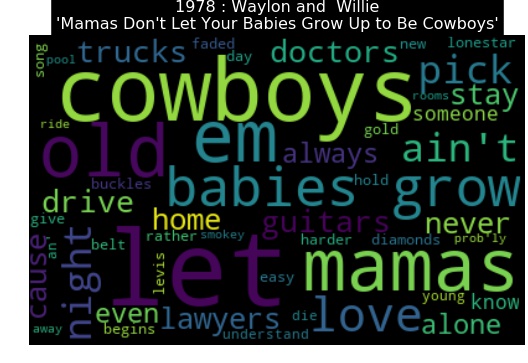 1978 : Waylon and  Willie
'Mamas Don't Let Your Babies Grow Up to Be Cowboys'
song
pool
trucks
faded
day
doctors
new
lonestar
pick
cowboys
stay
rooms
someone
ride
old
em
always
gold
ain't
buckles
babies
hold
grow
drive
give
home
guitars
never
cause
an
night
belt
rather
smokey
harder
diamonds
prob'ly
let
levis
easy
mamas
young
know
away
even
begins
lawyers
understand
die
love
alone